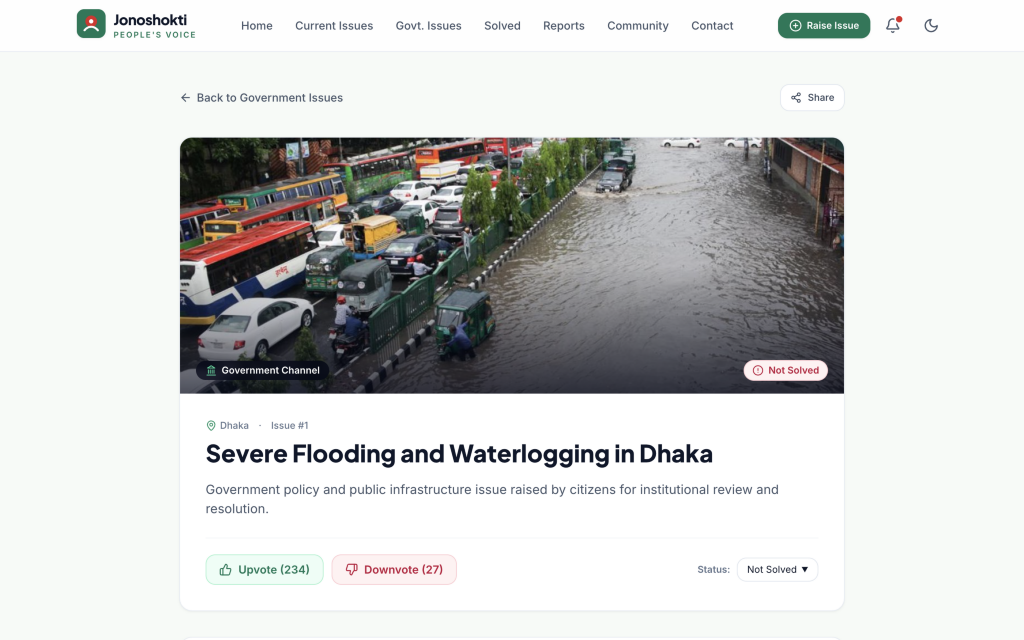 Jonoshokti
PEOPLE'S VOICE
Home
Current Issues
Govt. Issues
Solved
Reports
Community
Contact
Raise Issue
Back to Government Issues
Share
Government Channel
Not Solved
Dhaka · Issue #1
Severe Flooding and Waterlogging in Dhaka
Government policy and public infrastructure issue raised by citizens for institutional review and
resolution.
Upvote (234)
Downvote (27)
Status:
Not Solved ▼